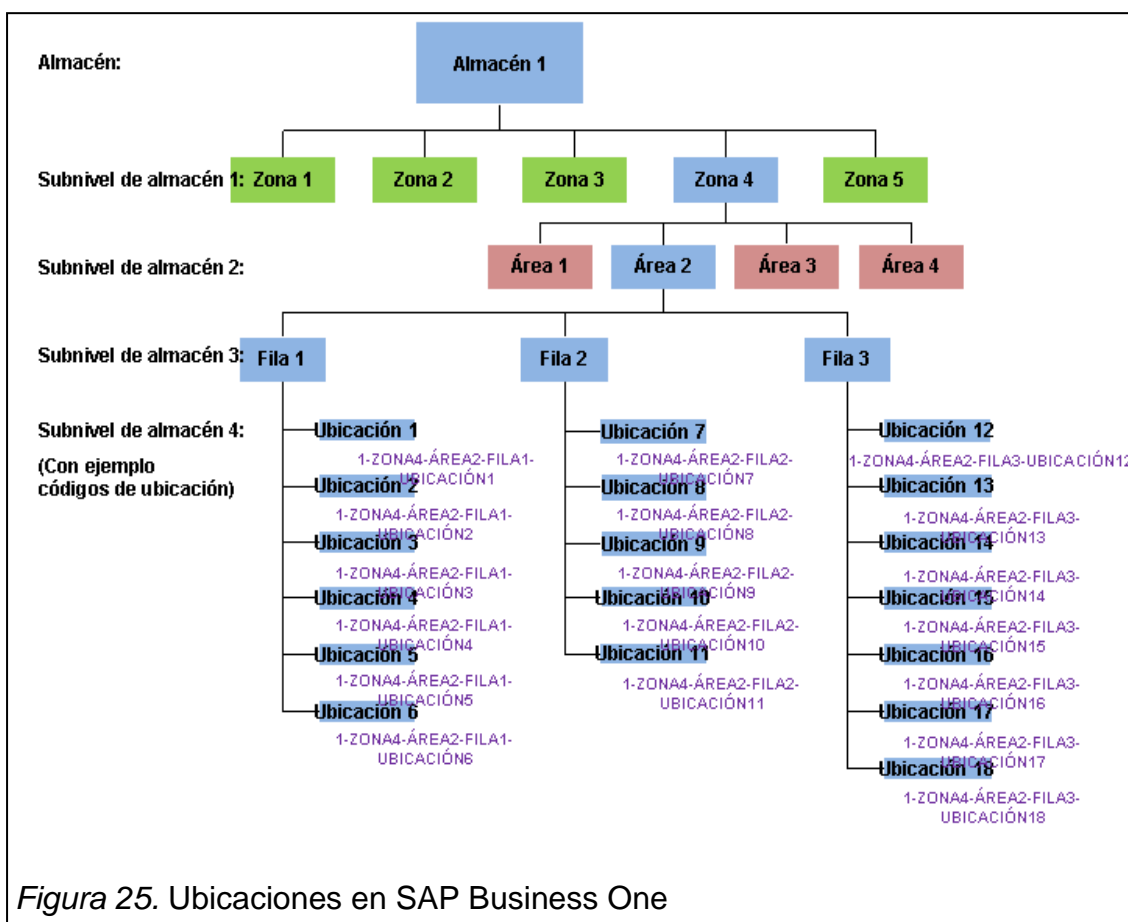 Almacén:
Almacén 1
Subnivel de almacén 1:
Zona 1
Zona 2
Zona 3
Zona 4
Zona 5
Subnivel de almacén 2:
Área 1
Área 2
Área 3
Área 4
Subnivel de almacén 3:
Fila 1
Fila 2
Fila 3
Subnivel de almacén 4:
(Con ejemplo
códigos de ubicación)
Ubicación 1
1-ZONA4-ÁREA2-FILA1-
UBICACIÓN1
Ubicación 2
1-ZONA4-ÁREA2-FILA1-
UBICACIÓN2
Ubicación 3
1-ZONA4-ÁREA2-FILA1-
UBICACIÓN3
Ubicación 4
1-ZONA4-ÁREA2-FILA1-
UBICACIÓN4
Ubicación 5
1-ZONA4-ÁREA2-FILA1-
UBICACIÓN5
Ubicación 6
1-ZONA4-ÁREA2-FILA1-
UBICACIÓN6
Ubicación 7
1-ZONA4-ÁREA2-FILA2-
UBICACIÓN7
Ubicación 8
1-ZONA4-ÁREA2-FILA2-
UBICACIÓN8
Ubicación 9
1-ZONA4-ÁREA2-FILA2-
UBICACIÓN9
Ubicación 10
1-ZONA4-ÁREA2-FILA2-
UBICACIÓN10
Ubicación 11
1-ZONA4-ÁREA2-FILA2-
UBICACIÓN11
Ubicación 12
1-ZONA4-ÁREA2-FILA3-UBICACIÓN12
Ubicación 13
1-ZONA4-ÁREA2-FILA3-
UBICACIÓN13
Ubicación 14
1-ZONA4-ÁREA2-FILA3-
UBICACIÓN14
Ubicación 15
1-ZONA4-ÁREA2-FILA3-
UBICACIÓN15
Ubicación 16
1-ZONA4-ÁREA2-FILA3-
UBICACIÓN16
Ubicación 17
1-ZONA4-ÁREA2-FILA3-
UBICACIÓN17
Ubicación 18
1-ZONA4-ÁREA2-FILA3-
UBICACIÓN18
Figura 25. Ubicaciones en SAP Business One